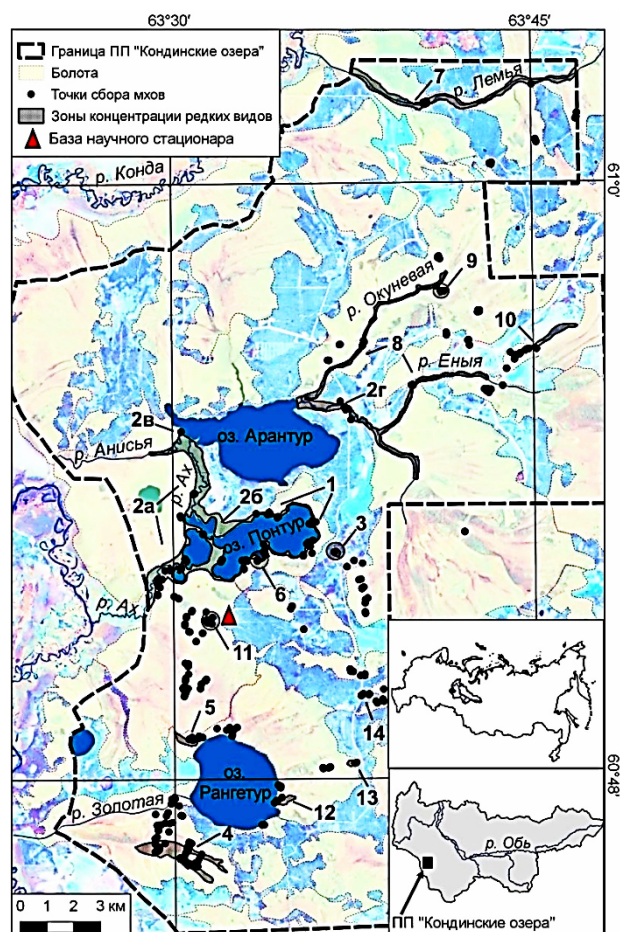 63°30'
63°45'
Граница ПП "Кондинские озера"
Болота
Точки сбора мхов
Зоны концентрации редких видов
База научного стационара
7
р. Лемья
р. Конда
61°0'
9
р. Окуневая
10
8
р. Еныя
2г
2в
оз. Арантур
р. Анисья
р. Ах
2а
2б
1
оз. Понтур
3
6
р. Ах
11
5
14
оз.
Рангетур
13
60°48'
р. Золотая
12
4
р. Обь
0 1 2 3 км
ПП "Кондинские озера"